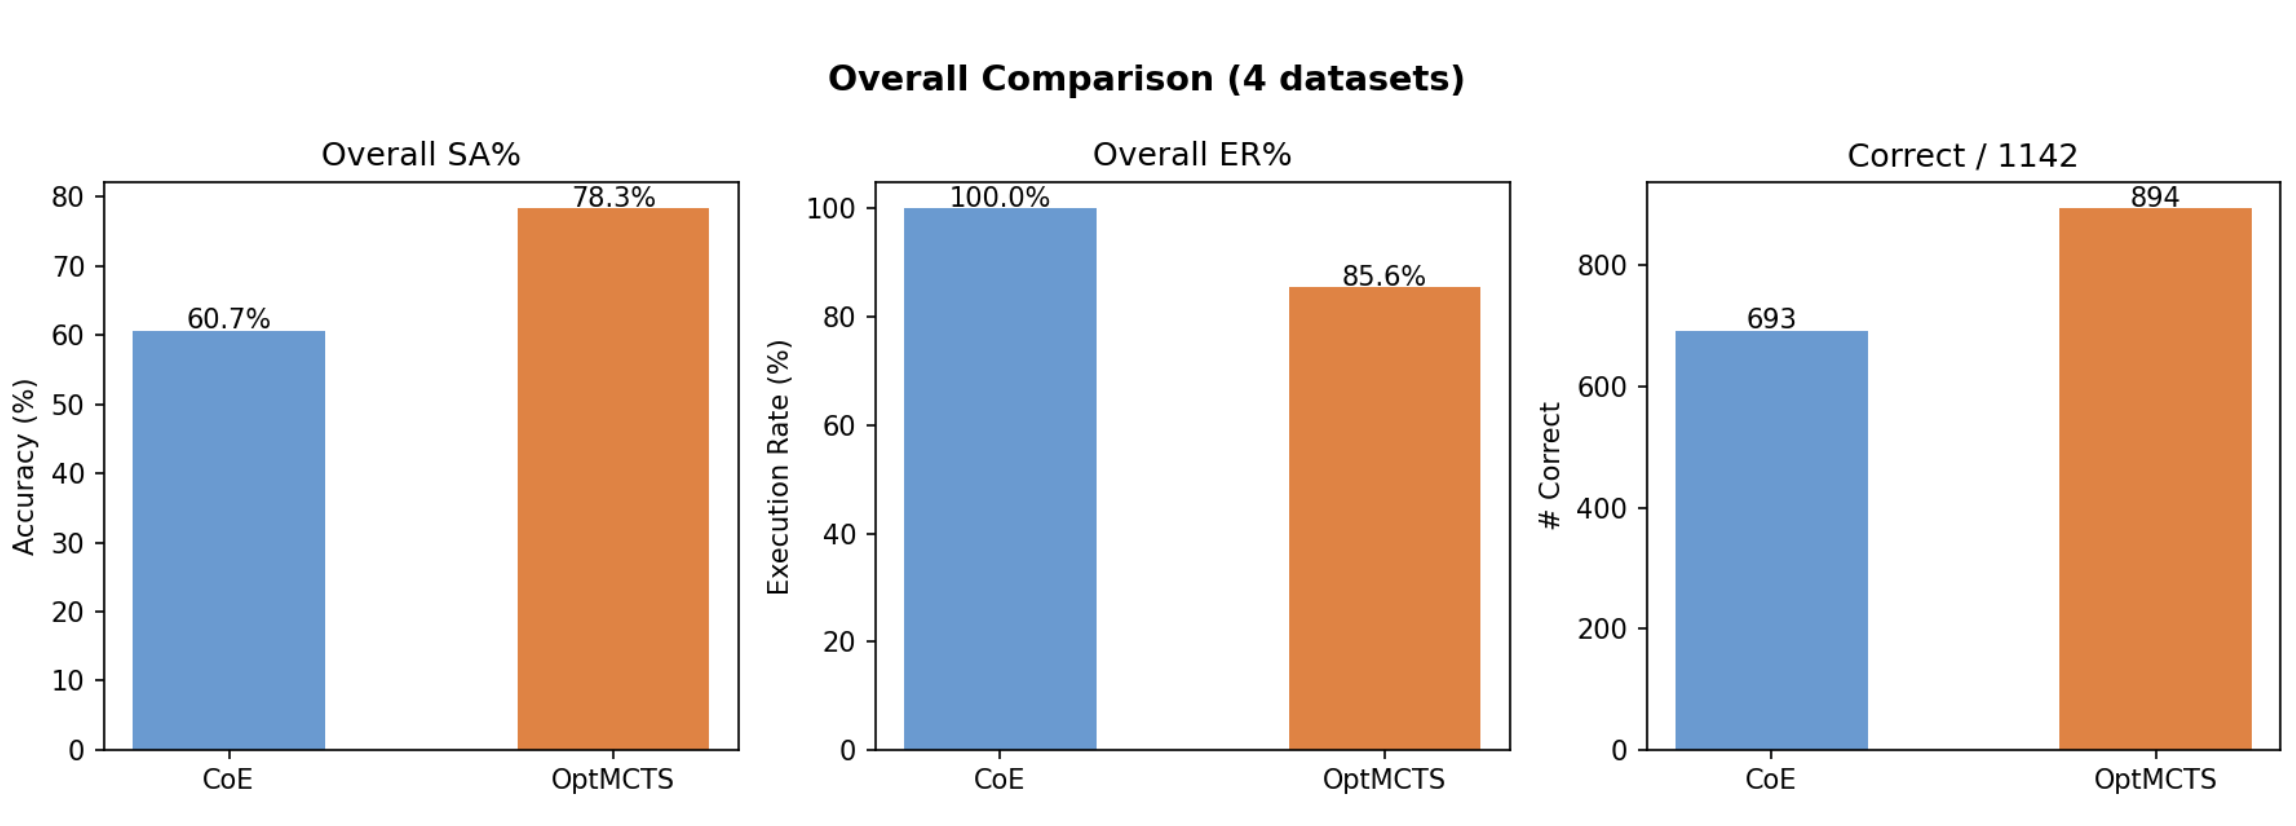 Overall Comparison (4 datasets)
Overall SA%
Accuracy (%)
80
70
60
50
40
30
20
10
0
60.7%
78.3%
CoE
OptMCTS
Overall ER%
Execution Rate (%)
100
80
60
40
20
0
100.0%
85.6%
CoE
OptMCTS
Correct / 1142
# Correct
800
600
400
200
0
693
894
CoE
OptMCTS